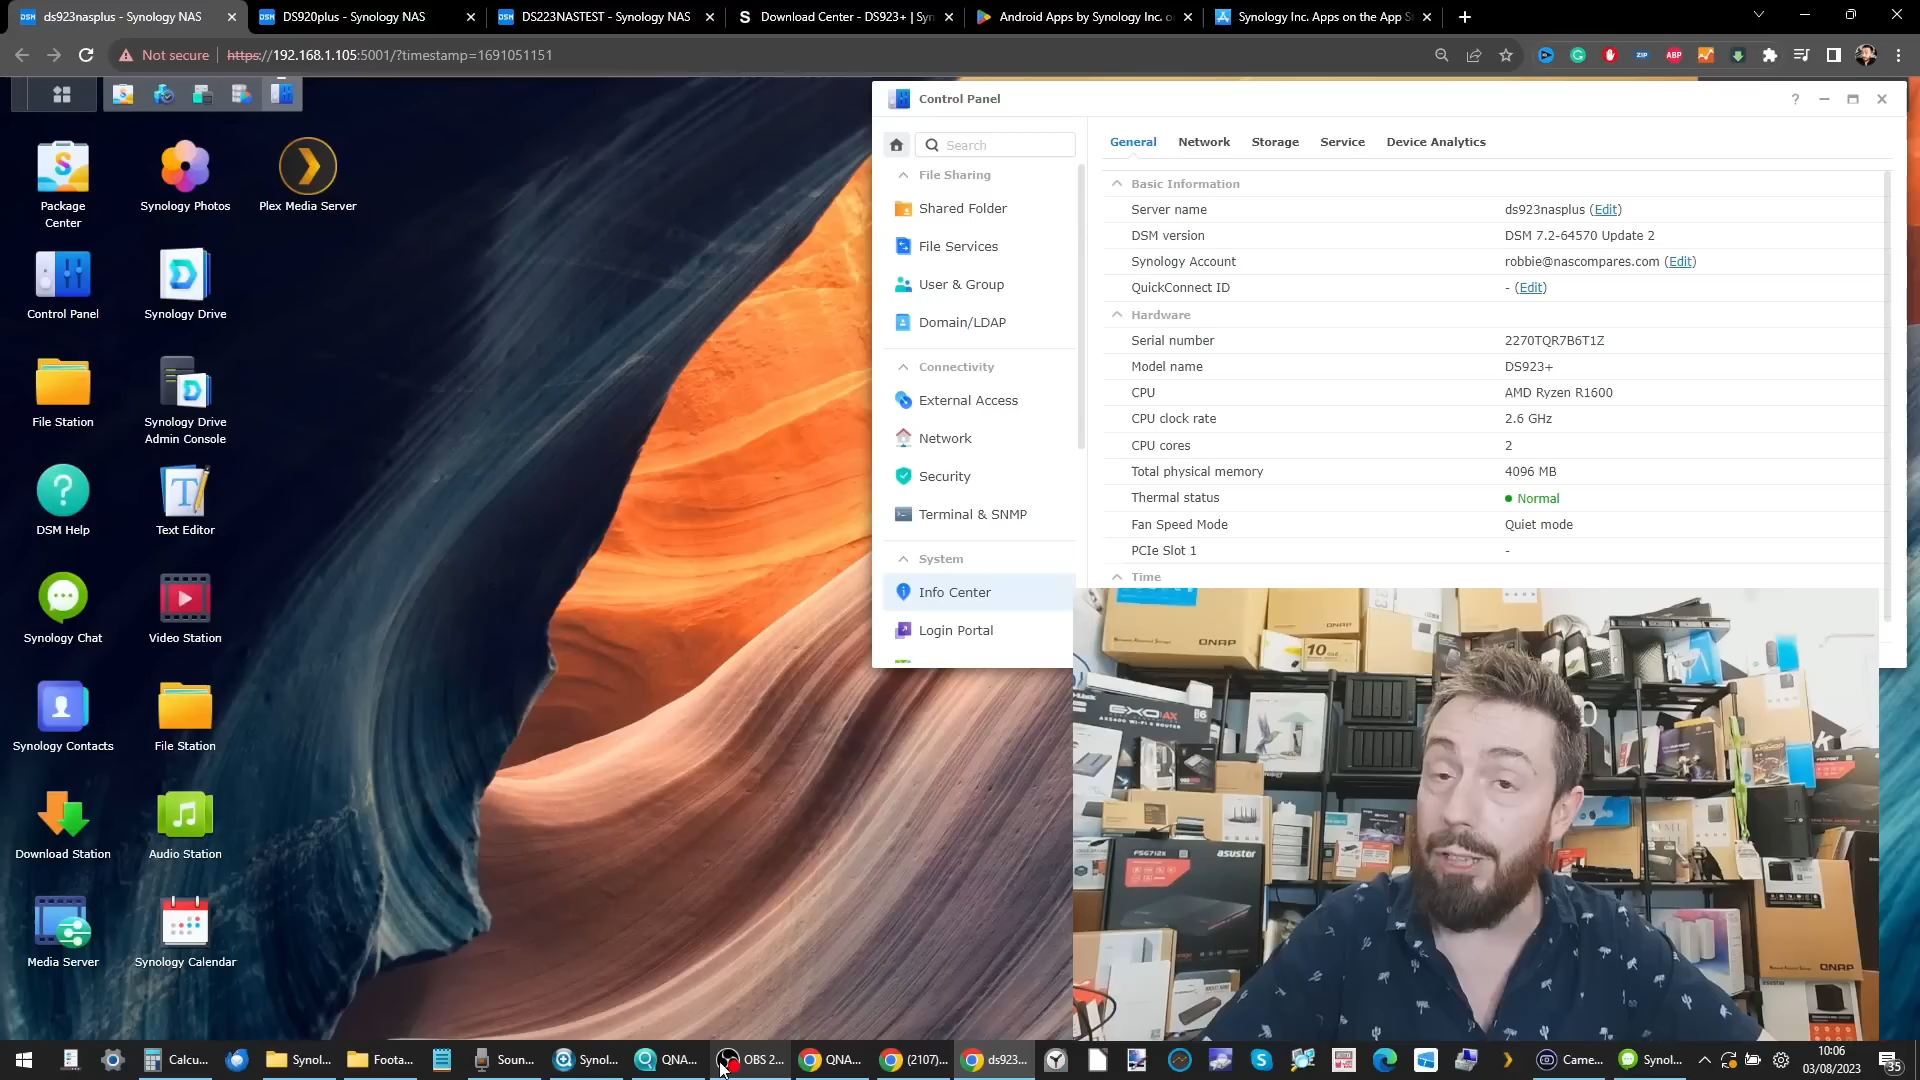 ds923nasplus - Synology NAS
DS920plus - Synology NAS
DS223NASTEST - Synology NAS
Download Center - DS923+ | Syn
Android Apps by Synology Inc. o
Synology Inc. Apps on the App S
Not secure
https://192.168.1.105:5001/?timestamp=1691051151
Package Center
Synology Photos
Plex Media Server
Control Panel
Synology Drive
File Station
Synology Drive Admin Console
DSM Help
Text Editor
Synology Chat
Video Station
Synology Contacts
File Station
Download Station
Audio Station
Media Server
Synology Calendar
Control Panel
Search
File Sharing
Shared Folder
File Services
User & Group
Domain/LDAP
Connectivity
External Access
Network
Security
Terminal & SNMP
System
Info Center
Login Portal
General Network Storage Service Device Analytics
Basic Information
Server name ds923nasplus (Edit)
DSM version DSM 7.2-64570 Update 2
Synology Account robbie@nascompares.com (Edit)
QuickConnect ID - (Edit)
Hardware
Serial number 2270TQR7B6T1Z
Model name DS923+
CPU AMD Ryzen R1600
CPU clock rate 2.6 GHz
CPU cores 2
Total physical memory 4096 MB
Thermal status Normal
Fan Speed Mode Quiet mode
PCIe Slot 1 -
Time
QNAP
QNAP
10
EXO AX
asustor
QNAP
Calcu...
Synol...
Foota...
Soun...
Synol...
QNA...
OBS 2...
QNA...
(2107)...
ds923...
Came...
Synol...
10:06
03/08/2023
35